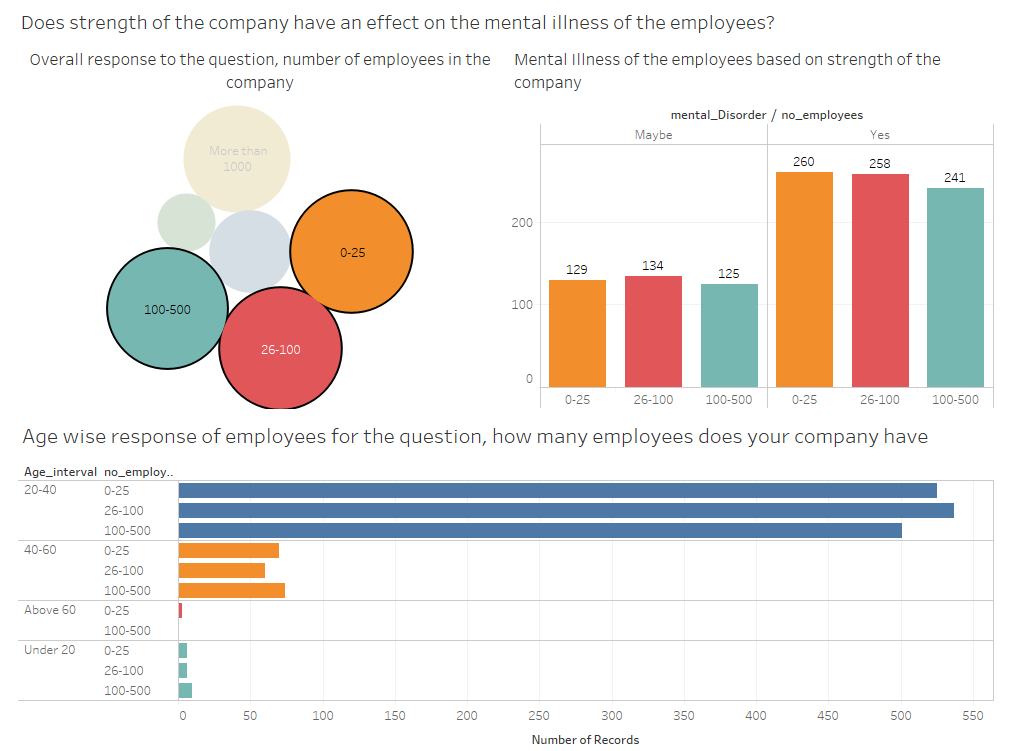 Does strength of the company have an effect on the mental illness of the employees?
Overall response to the question, number of employees in the
company
More than
1000
0-25
100-500
26-100
Mental Illness of the employees based on strength of the
company
mental_Disorder / no_employees
Maybe
Yes
200
100
0
129
134
125
260
258
241
0-25
26-100
100-500
0-25
26-100
100-500
Age wise response of employees for the question, how many employees does your company have
Age_interval no_employ..
20-40 0-25
26-100
100-500
40-60 0-25
26-100
100-500
Above 60 0-25
100-500
Under 20 0-25
26-100
100-500
0 50 100 150 200 250 300 350 400 450 500 550
Number of Records